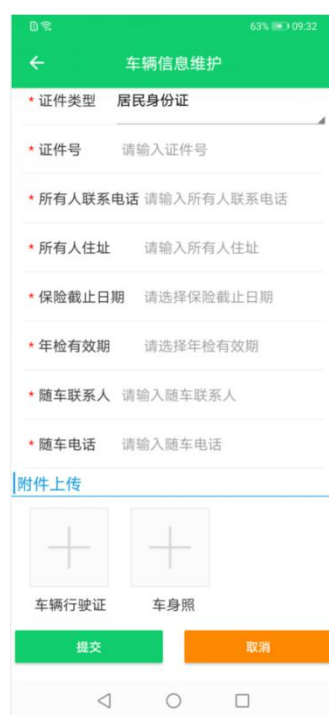 63% 09:32
车辆信息维护
* 证件类型 居民身份证
* 证件号 请输入证件号
* 所有人联系电话 请输入所有人联系电话
* 所有人住址 请输入所有人住址
* 保险截止日期 请选择保险截止日期
* 年检有效期 请选择年检有效期
* 随车联系人 请输入随车联系人
* 随车电话 请输入随车电话
附件上传
车辆行驶证 车身照
提交 取消